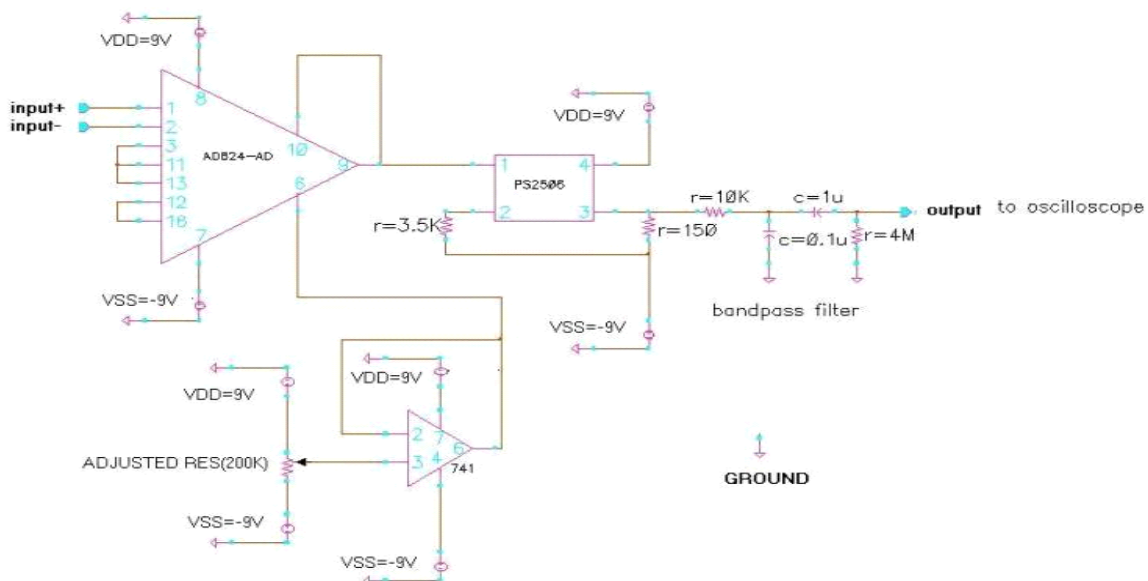 VDD=9V
input+
input-
1
2
3
11
13
12
16
8
AD824-AD
10
9
6
7
VSS=-9V
VDD=9V
1
4
PS2506
2
3
r=3.5K
r=150
r=10K
c=1u
c=0.1u
r=4M
output to oscilloscope
bandpass filter
VSS=-9V
VDD=9V
VDD=9V
ADJUSTED RES(200K)
2
3
7
4
6
741
VSS=-9V
VSS=-9V
GROUND